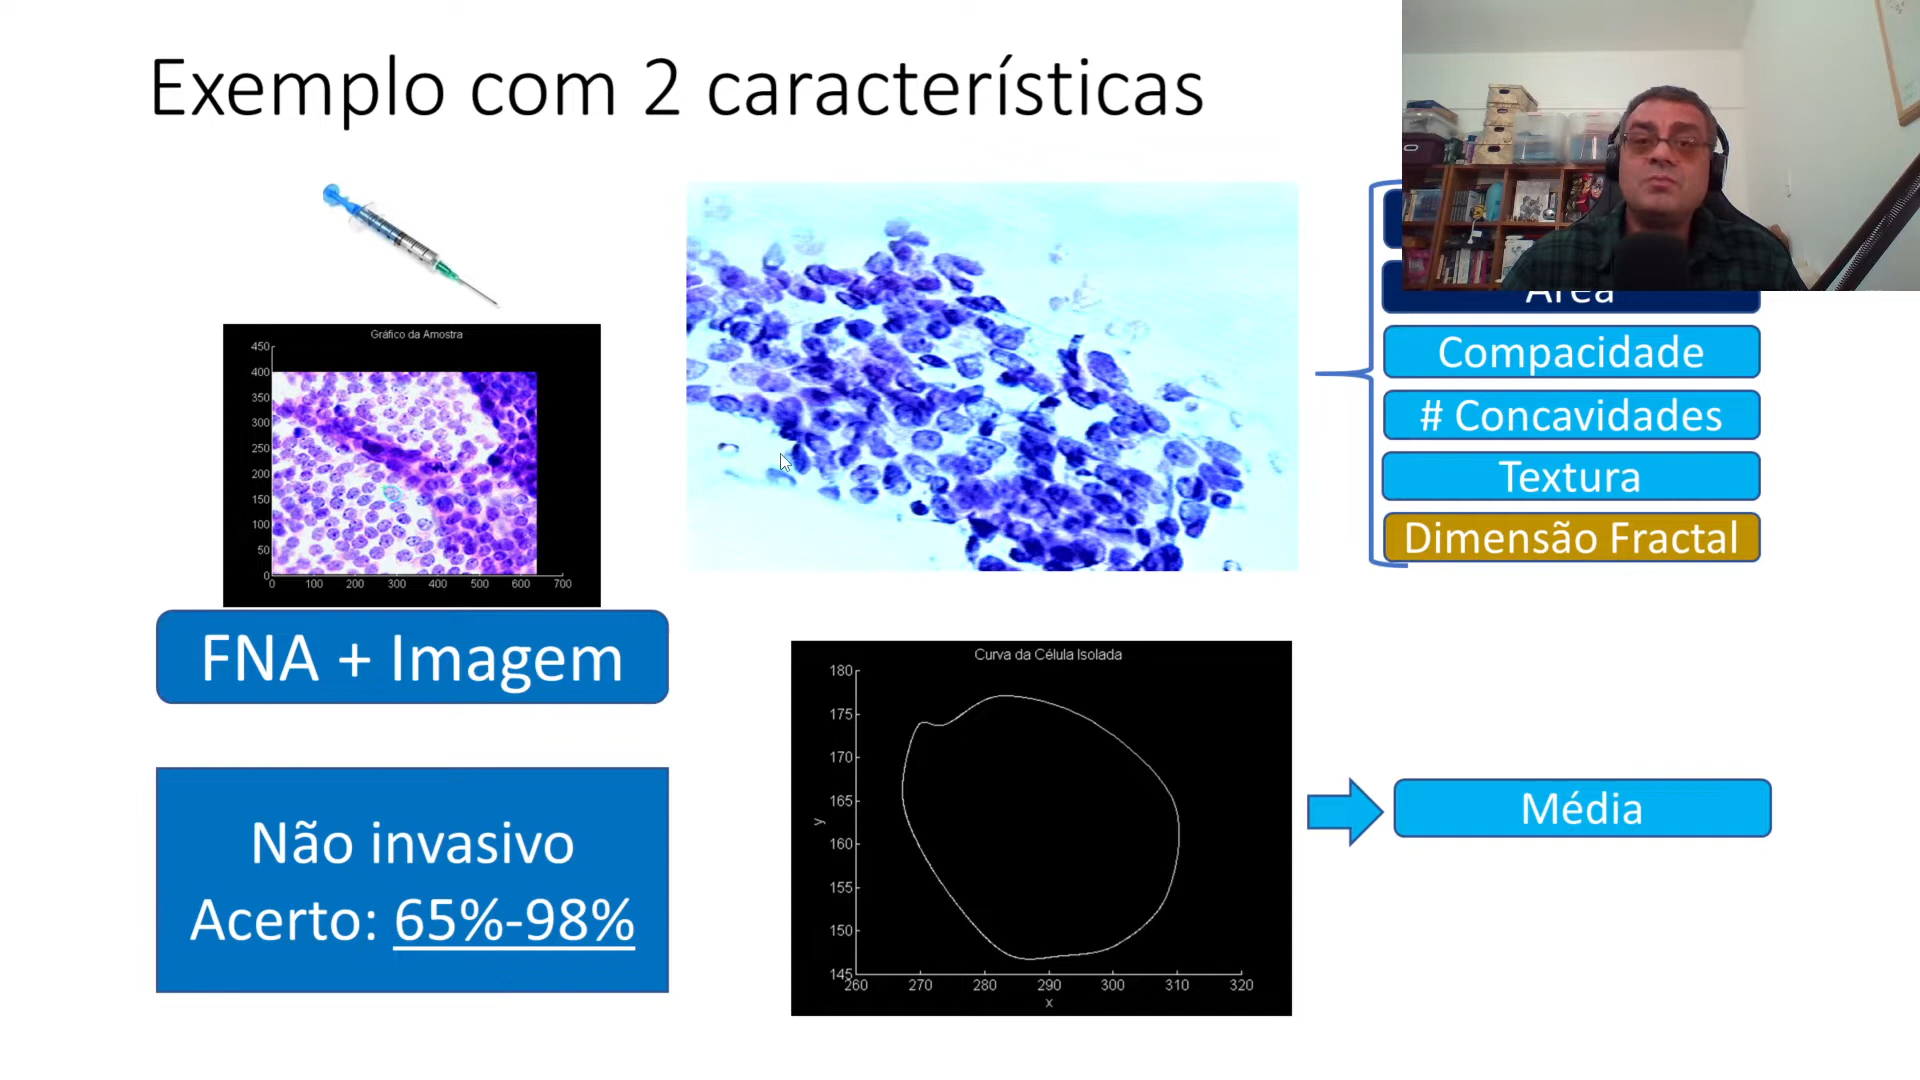 Exemplo com 2 características
Gráfico da Amostra
450
400
350
300
250
200
150
100
50
0
0 100 200 300 400 500 600 700
FNA + Imagem
Não invasivo
Acerto: 65%-98%
Área
Compacidade
# Concavidades
Textura
Dimensão Fractal
Curva da Célula Isolada
180
175
170
165
160
155
150
145
y
260 270 280 290 300 310 320
x
Média